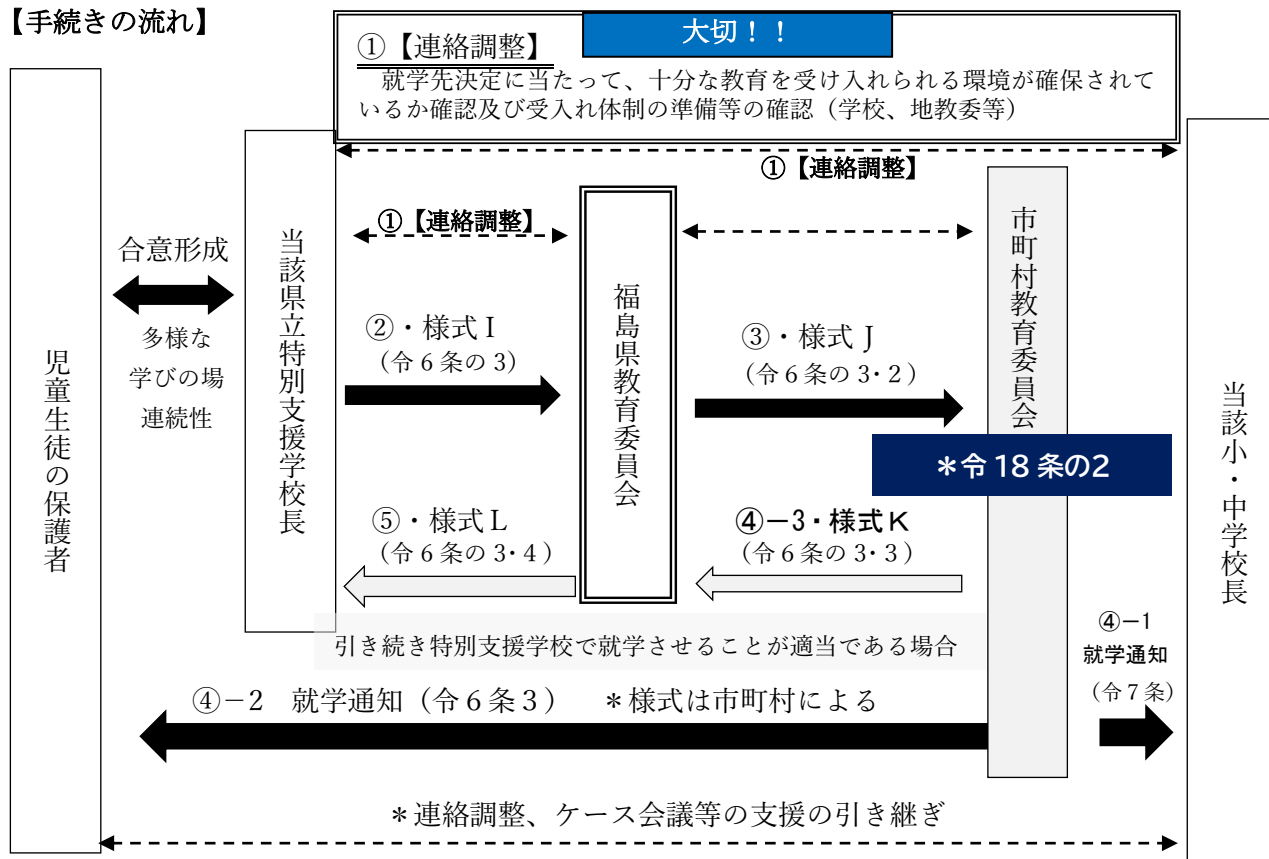 【手続きの流れ】
大切！！
①【連絡調整】
就学先決定に当たって、十分な教育を受け入れられる環境が確保されて
いるか確認及び受入れ体制の準備等の確認（学校、地教委等）
①【連絡調整】
①【連絡調整】
児童生徒の保護者
合意形成
多様な
学びの場
連続性
当該県立特別支援学校長
②・様式Ｉ
（令６条の３）
福島県教育委員会
③・様式Ｊ
（令６条の３・２）
市町村教育委員会
＊令18条の2
当該小・中学校長
⑤・様式Ｌ
（令６条の３・４）
④－3・様式Ｋ
（令６条の３・３）
引き続き特別支援学校で就学させることが適当である場合
④－1
就学通知
（令７条）
④－2　就学通知（令６条３）　＊様式は市町村による
＊連絡調整、ケース会議等の支援の引き継ぎ